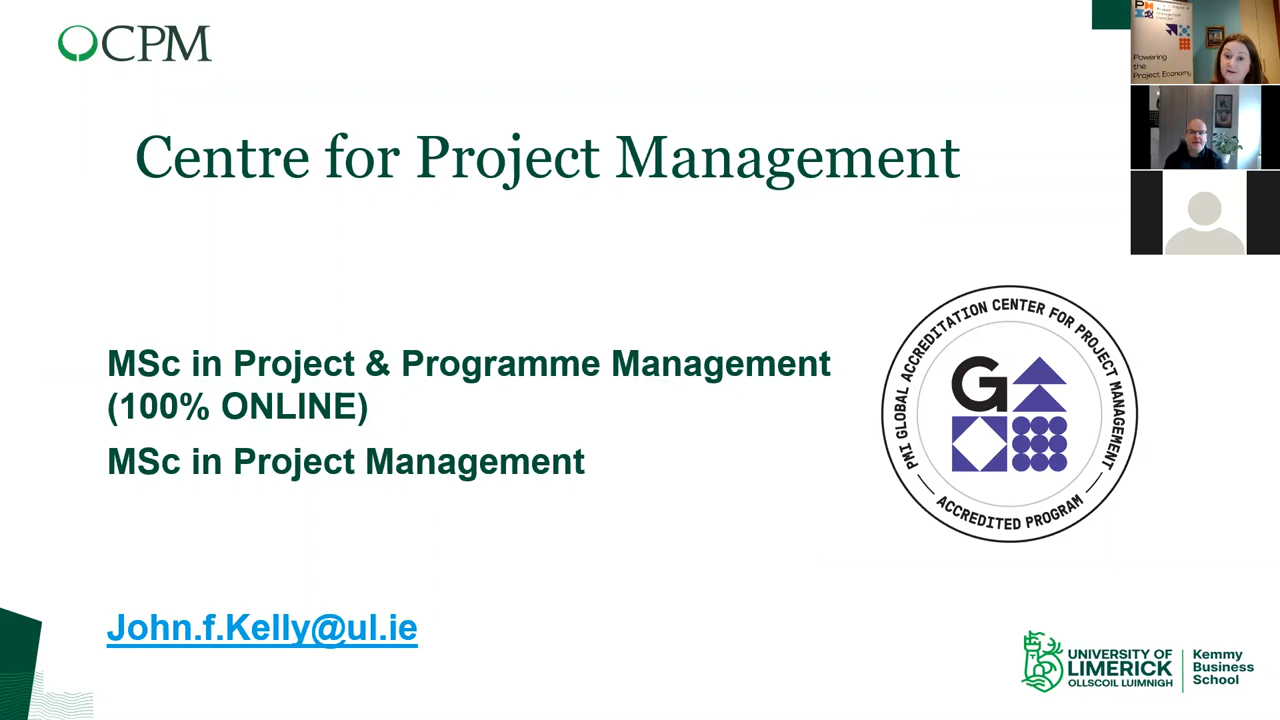 CPM
Centre for Project Management
MSc in Project & Programme Management
(100% ONLINE)
MSc in Project Management
John.f.Kelly@ul.ie
PMI GLOBAL ACCREDITATION CENTER FOR PROJECT MANAGEMENT
G
ACCREDITED PROGRAM
UNIVERSITY OF
LIMERICK
OLLSCOIL LUIMNIGH
Kemmy
Business
School
Powering
the
Project Economy